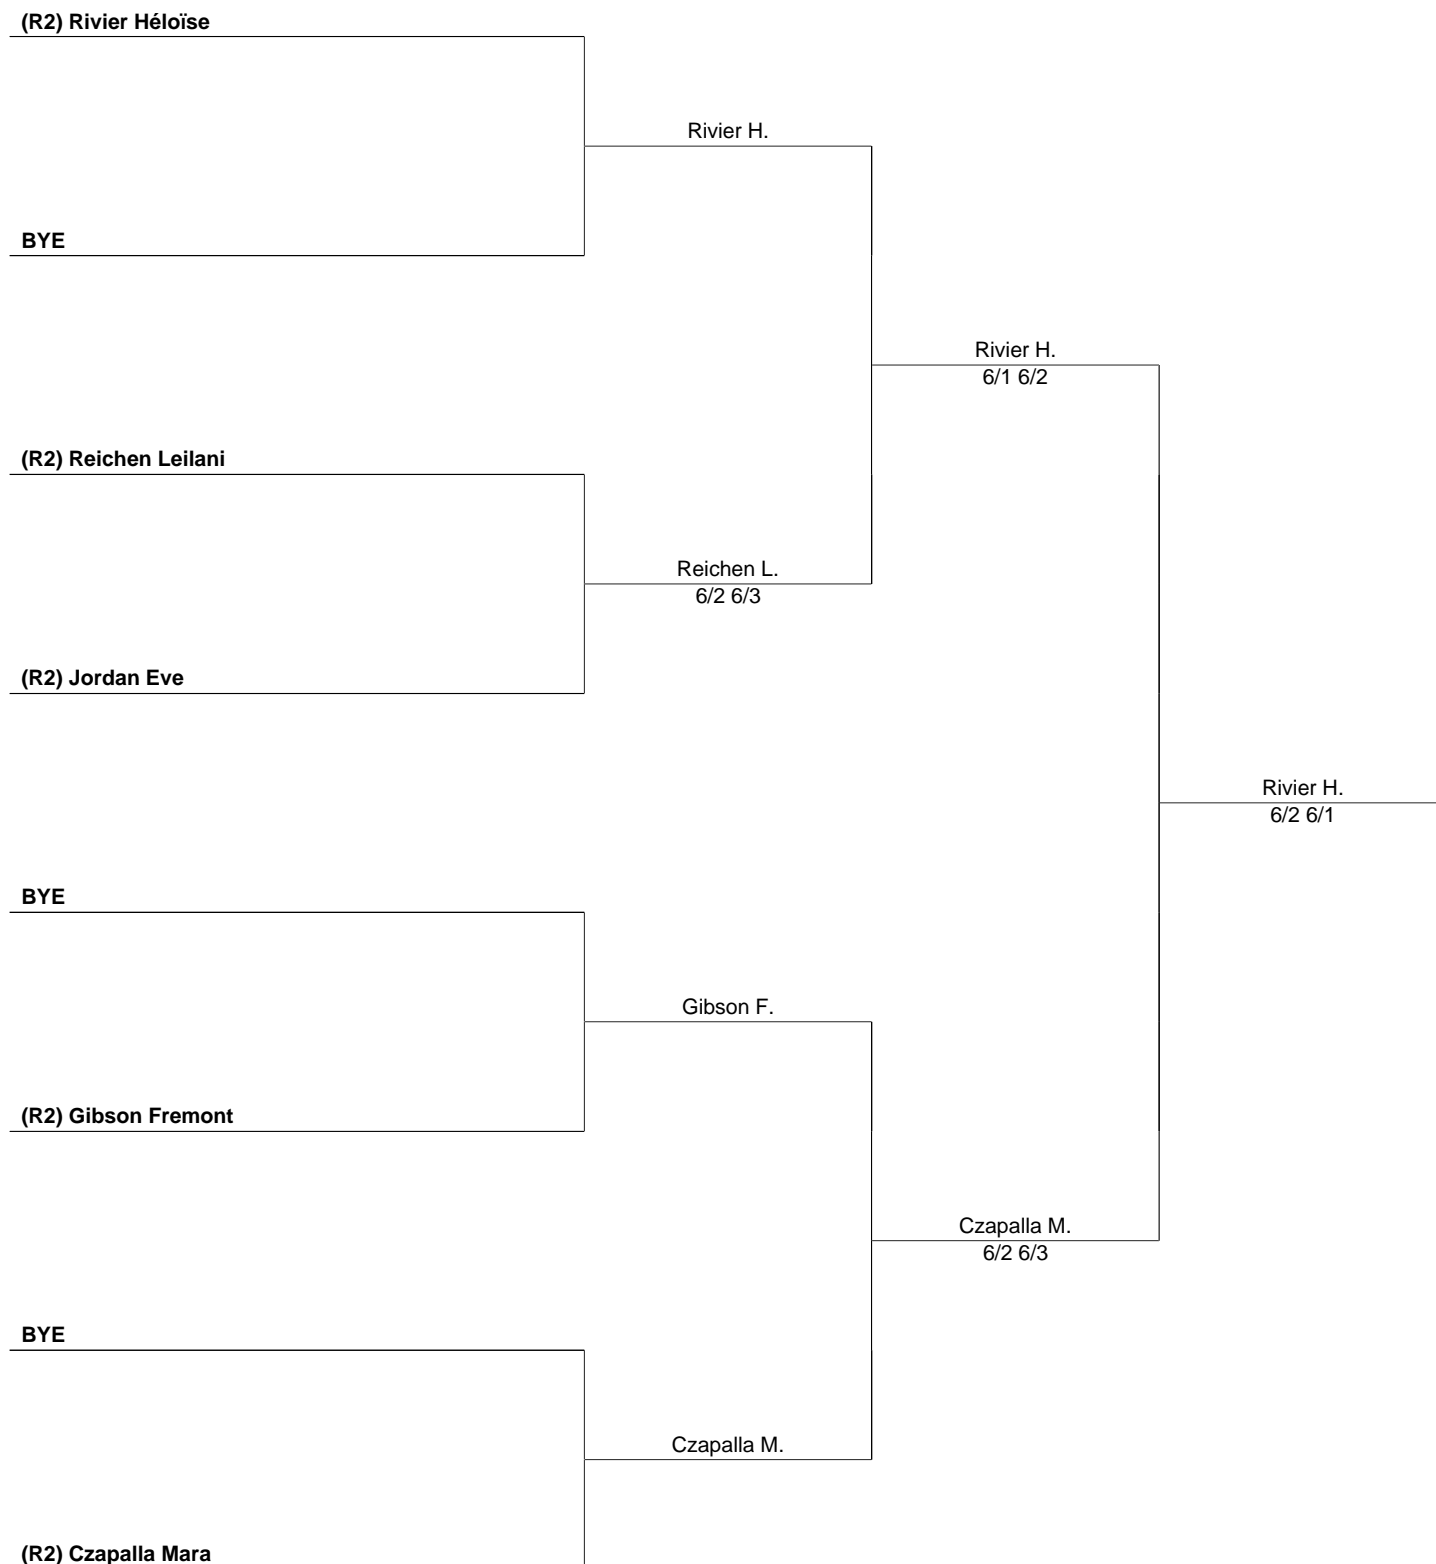 (R2) Rivier Héloïse
Rivier H.
BYE
Rivier H.
6/1 6/2
(R2) Reichen Leilani
Reichen L.
6/2 6/3
(R2) Jordan Eve
Rivier H.
6/2 6/1
BYE
Gibson F.
(R2) Gibson Fremont
Czapalla M.
6/2 6/3
BYE
Czapalla M.
(R2) Czapalla Mara